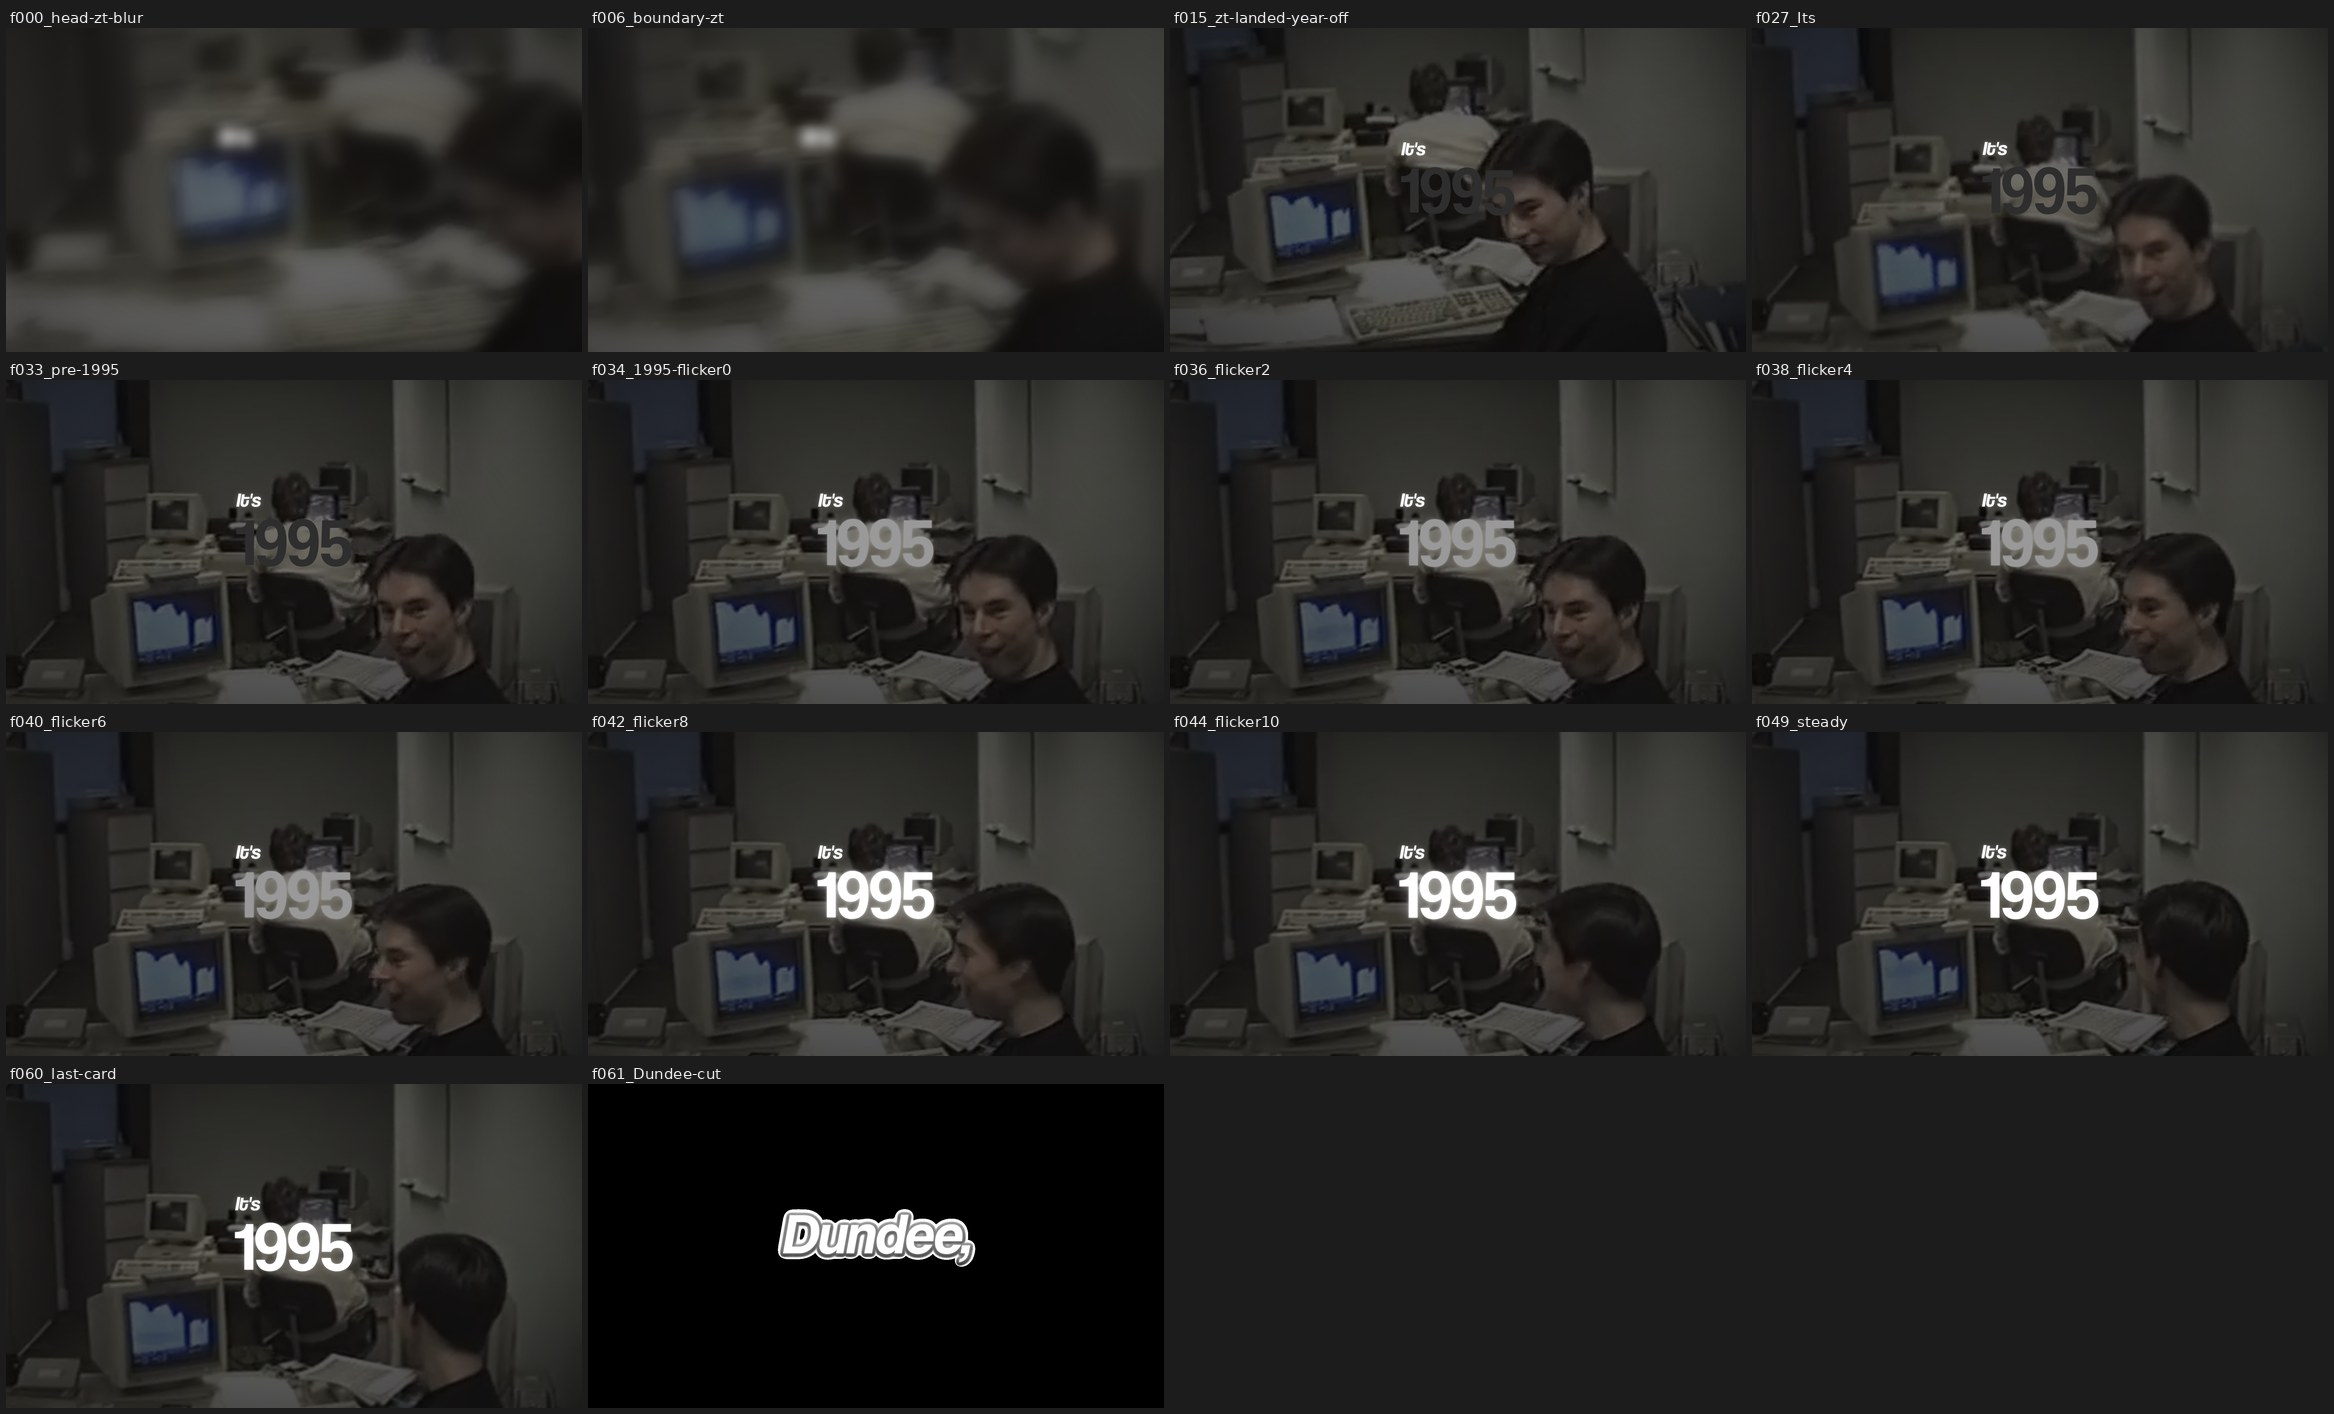 f000_head-zt-blur
f006_boundary-zt
f015_zt-landed-year-off
It's
1995
f027_Its
It's
1995
f033_pre-1995
It's
1995
f034_1995-flicker0
It's
1995
f036_flicker2
It's
1995
f038_flicker4
It's
1995
f040_flicker6
It's
1995
f042_flicker8
It's
1995
f044_flicker10
It's
1995
f049_steady
It's
1995
f060_last-card
It's
1995
f061_Dundee-cut
Dundee,